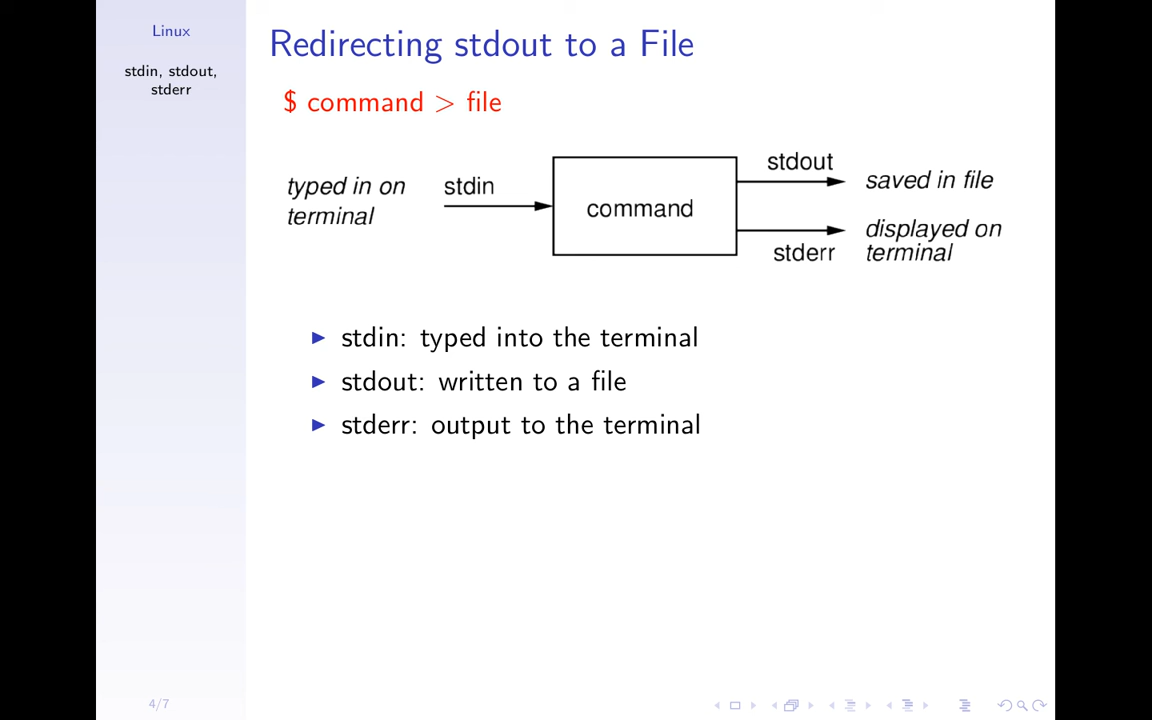 Linux
stdin, stdout,
stderr
Redirecting stdout to a File
$ command > file
typed in on
terminal
stdin
command
stdout
saved in file
stderr
displayed on
terminal
▶ stdin: typed into the terminal
▶ stdout: written to a file
▶ stderr: output to the terminal
4/7